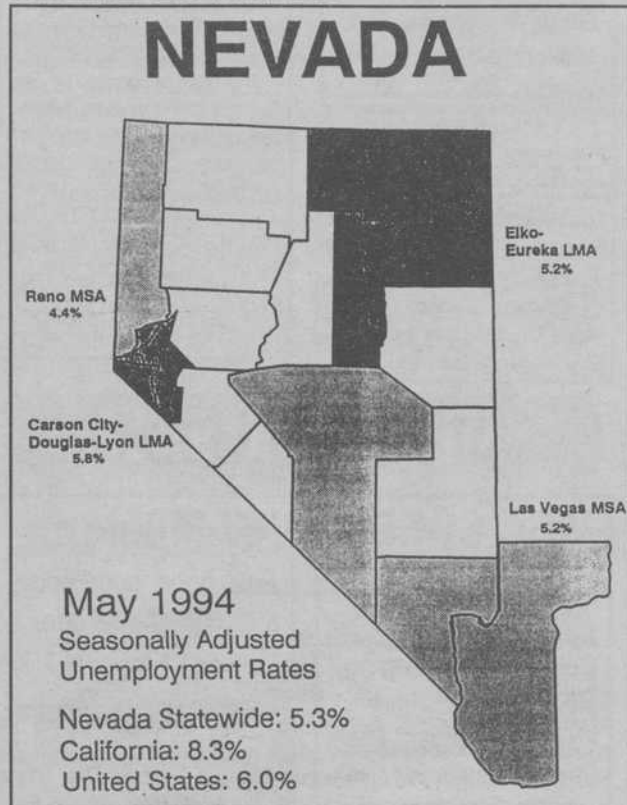 NEVADA
Elko-
Eureka LMA
5.2%
Reno MSA
4.4%
Carson City-
Douglas-Lyon LMA
5.8%
Las Vegas MSA
5.2%
May 1994
Seasonally Adjusted
Unemployment Rates
Nevada Statewide: 5.3%
California: 8.3%
United States: 6.0%